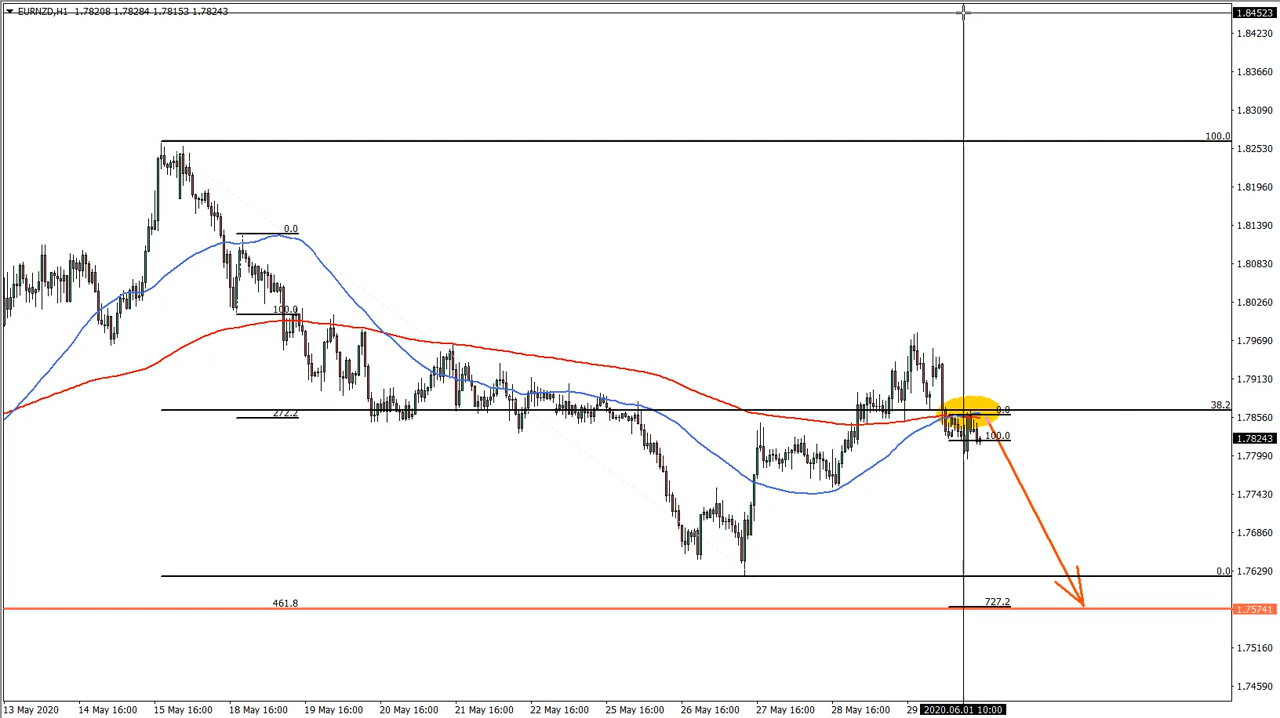 EURNZD,H1 1.78208 1.78284 1.78153 1.78243
1.84523
1.84230
1.83660
1.83090
100.0
1.82530
1.81960
0.0
1.81390
1.80830
1.80260
100.0
1.79690
1.79130
38.2
272.2
0.0
1.78560
100.0
1.78243
1.77990
1.77430
1.76860
0.0
1.76290
461.8
727.2
1.75741
1.75160
1.74590
13 May 2020
14 May 16:00
15 May 16:00
18 May 16:00
19 May 16:00
20 May 16:00
21 May 16:00
22 May 16:00
25 May 16:00
26 May 16:00
27 May 16:00
28 May 16:00
29
2020.06.01 10:00